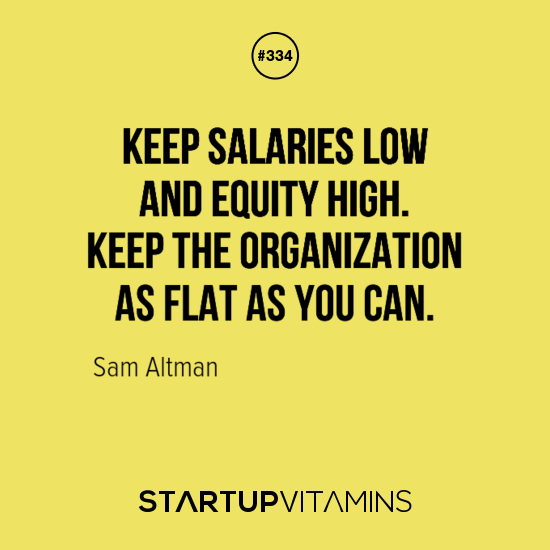 #334
KEEP SALARIES LOW
AND EQUITY HIGH.
KEEP THE ORGANIZATION
AS FLAT AS YOU CAN.
Sam Altman
STARTUPVITAMINS